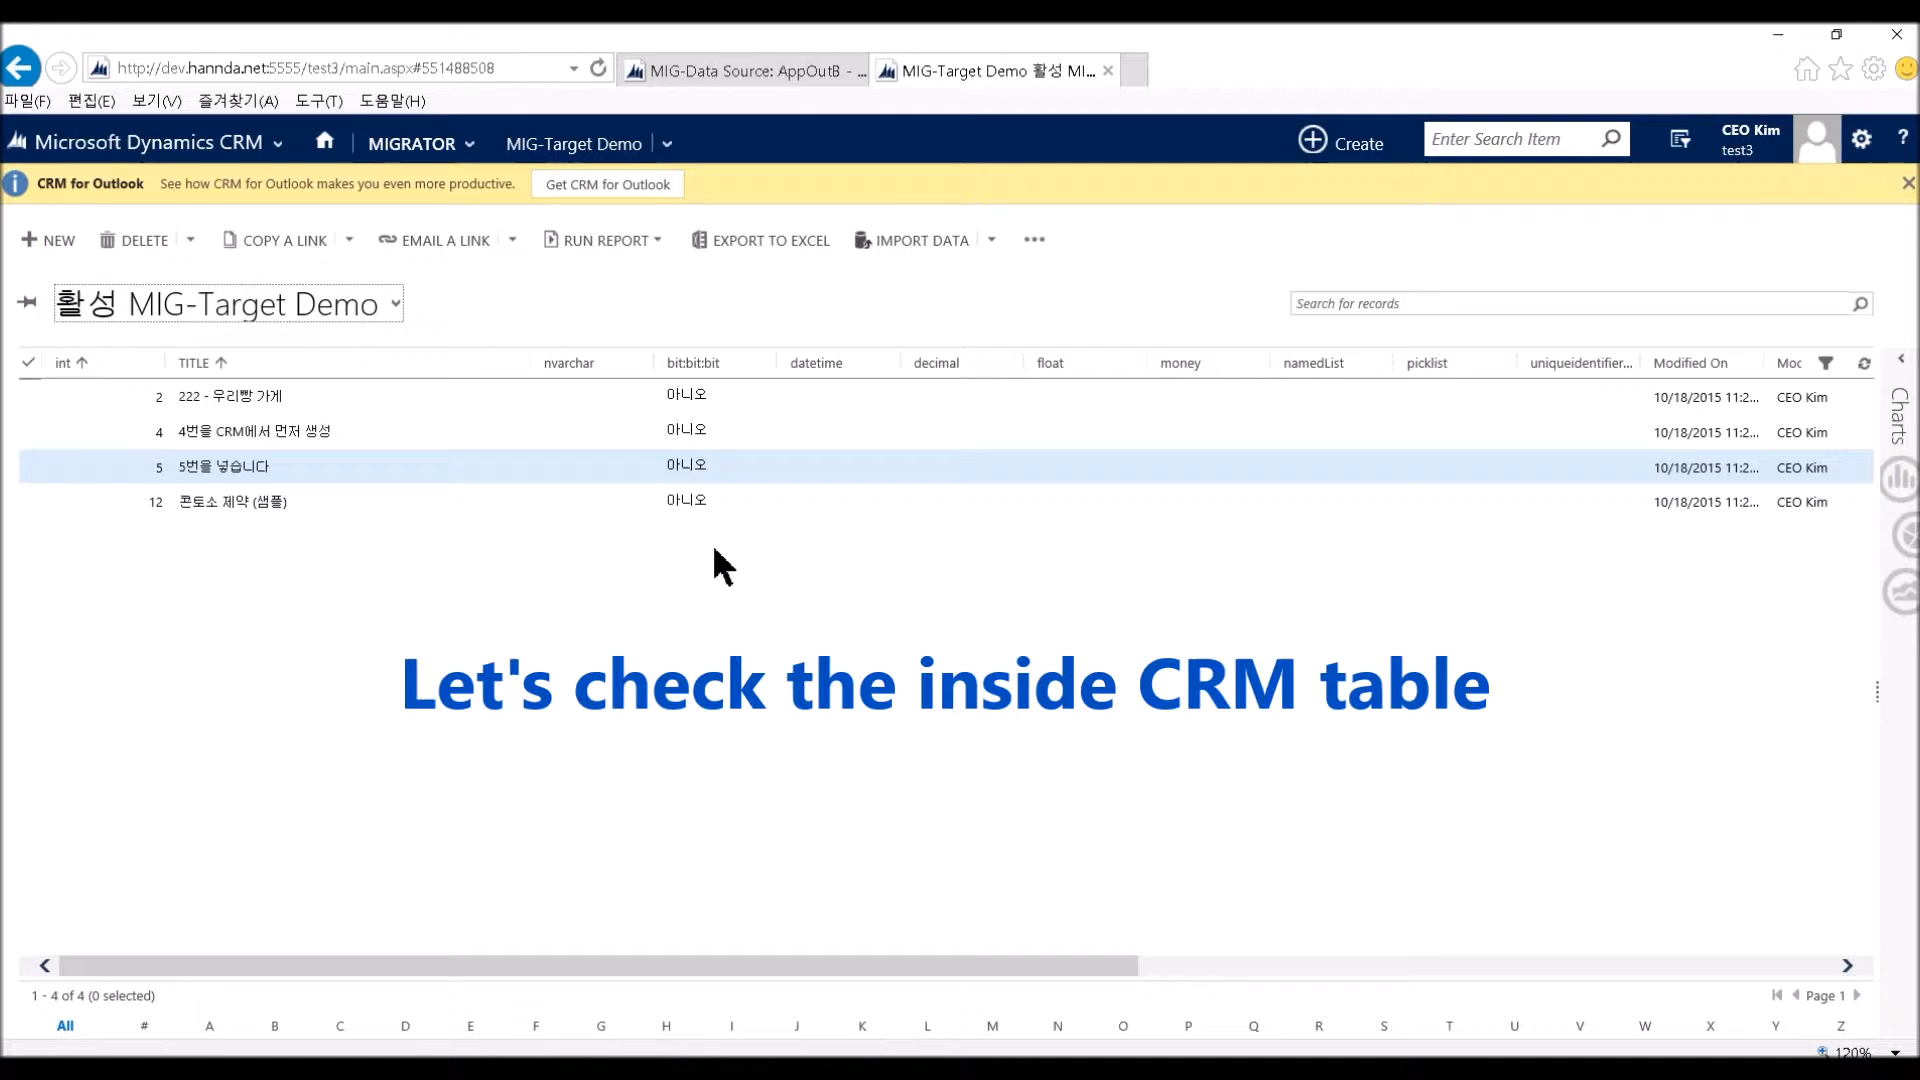 http://dev.hannda.net:5555/test3/main.aspx#551488508 MIG-Data Source: AppOutB - ... MIG-Target Demo 활성 MI...
파일(F) 편집(E) 보기(V) 즐겨찾기(A) 도구(T) 도움말(H)
Microsoft Dynamics CRM MIGRATOR MIG-Target Demo Create Enter Search Item CEO Kim
test3
?
CRM for Outlook See how CRM for Outlook makes you even more productive. Get CRM for Outlook
NEW DELETE COPY A LINK EMAIL A LINK RUN REPORT EXPORT TO EXCEL IMPORT DATA ...
활성 MIG-Target Demo Search for records
int TITLE nvarchar bit:bit:bit datetime decimal float money namedList picklist uniqueidentifier... Modified On Moc
2 222 - 우리빵 가게 아니오 10/18/2015 11:2... CEO Kim
4 4번을 CRM에서 먼저 생성 아니오 10/18/2015 11:2... CEO Kim
5 5번을 넣습니다 아니오 10/18/2015 11:2... CEO Kim
12 콘토소 제약 (샘플) 아니오 10/18/2015 11:2... CEO Kim
Charts
Let's check the inside CRM table
1 - 4 of 4 (0 selected) Page 1
All # A B C D E F G H I J K L M N O P Q R S T U V W X Y Z
120%